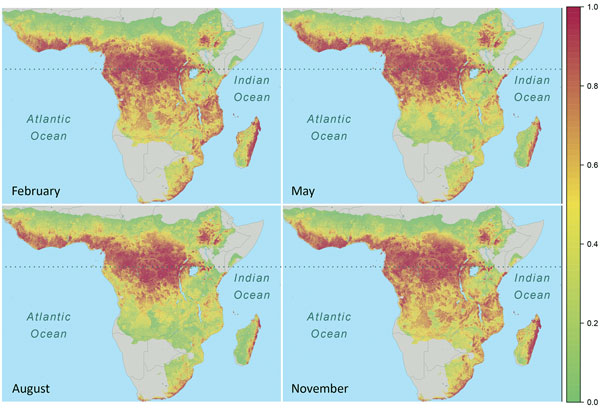 Indian
Ocean
Atlantic
Ocean
February
Indian
Ocean
Atlantic
Ocean
May
Indian
Ocean
Atlantic
Ocean
August
Indian
Ocean
Atlantic
Ocean
November
1.0
0.8
0.6
0.4
0.2
0.0